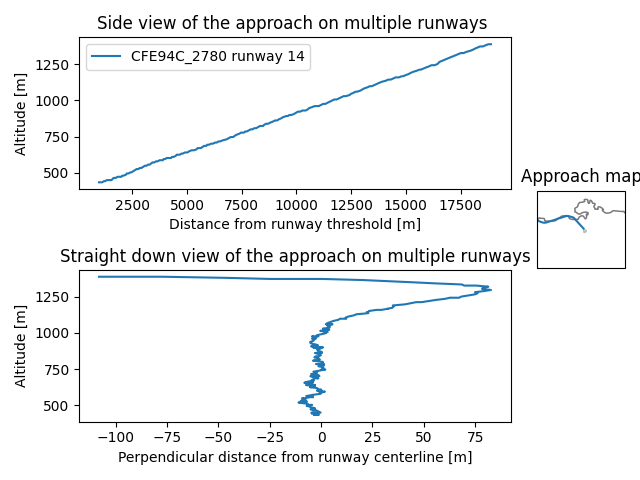 Side view of the approach on multiple runways
Altitude [m]
1250
1000
750
500
CFE94C_2780 runway 14
2500
5000
7500
10000
12500
15000
17500
Distance from runway threshold [m]
Approach map
Straight down view of the approach on multiple runways
Altitude [m]
1250
1000
750
500
−100
−75
−50
−25
0
25
50
75
Perpendicular distance from runway centerline [m]